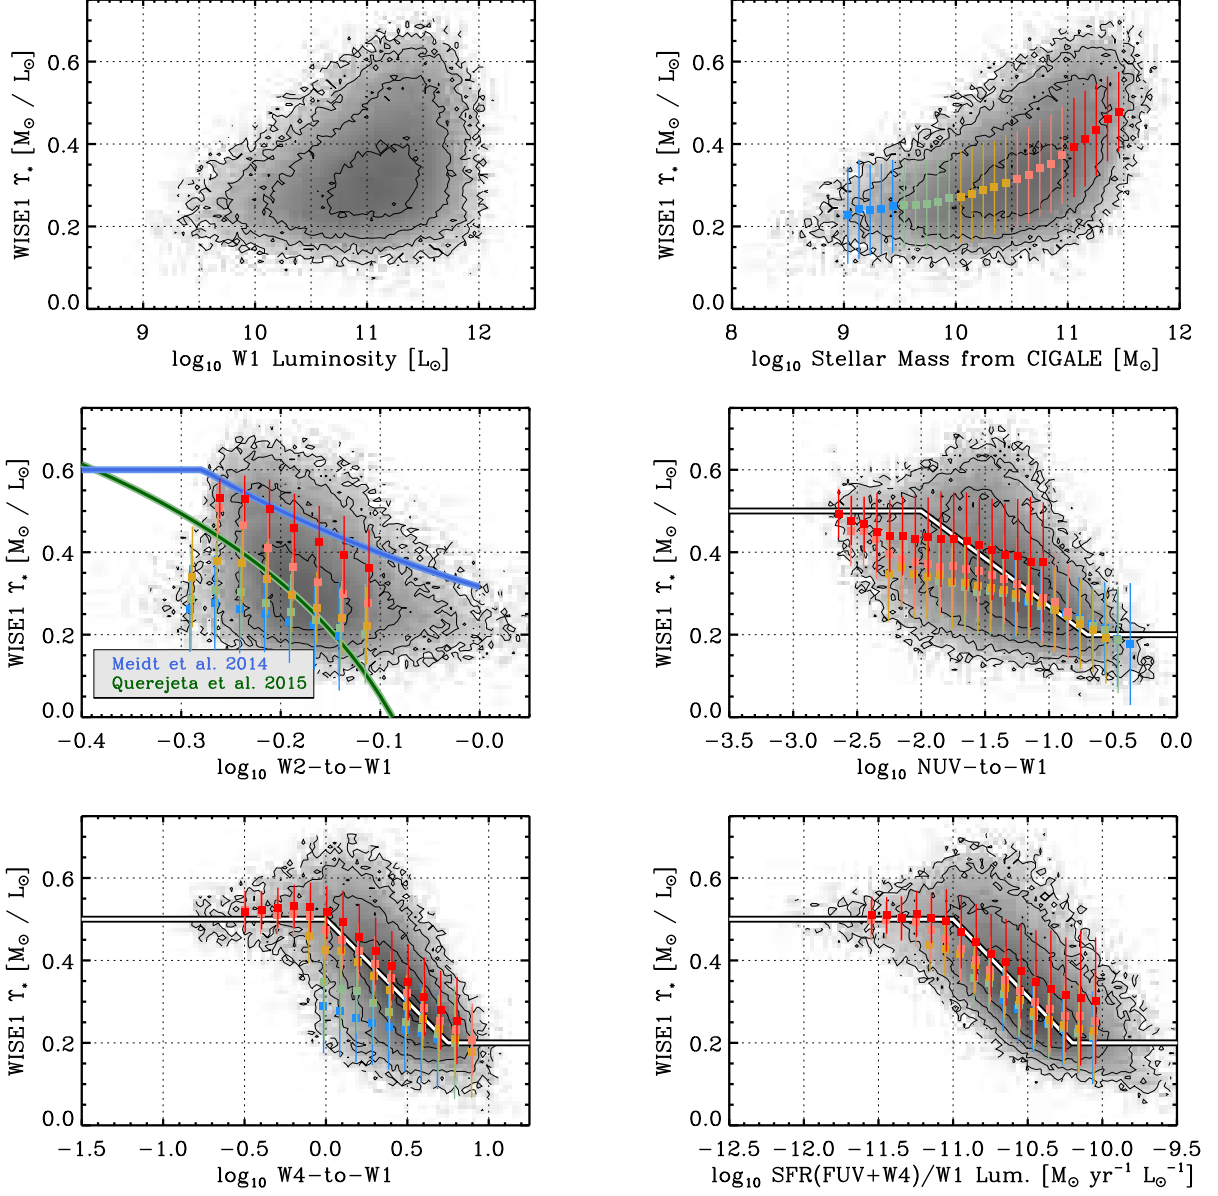 WISE1 ϒ⋆ [M⊙ / L⊙]
0.6
0.4
0.2
0.0
9 10 11 12
log₁₀ W1 Luminosity [L⊙]
WISE1 ϒ⋆ [M⊙ / L⊙]
0.6
0.4
0.2
0.0
8 9 10 11 12
log₁₀ Stellar Mass from CIGALE [M⊙]
WISE1 ϒ⋆ [M⊙ / L⊙]
0.6
0.4
0.2
0.0
Meidt et al. 2014
Querejeta et al. 2015
−0.4 −0.3 −0.2 −0.1 −0.0
log₁₀ W2−to−W1
WISE1 ϒ⋆ [M⊙ / L⊙]
0.6
0.4
0.2
0.0
−3.5 −3.0 −2.5 −2.0 −1.5 −1.0 −0.5 0.0
log₁₀ NUV−to−W1
WISE1 ϒ⋆ [M⊙ / L⊙]
0.6
0.4
0.2
0.0
−1.5 −1.0 −0.5 0.0 0.5 1.0
log₁₀ W4−to−W1
WISE1 ϒ⋆ [M⊙ / L⊙]
0.6
0.4
0.2
0.0
−12.5 −12.0 −11.5 −11.0 −10.5 −10.0 −9.5
log₁₀ SFR(FUV+W4)/W1 Lum. [M⊙ yr⁻¹ L⊙⁻¹]